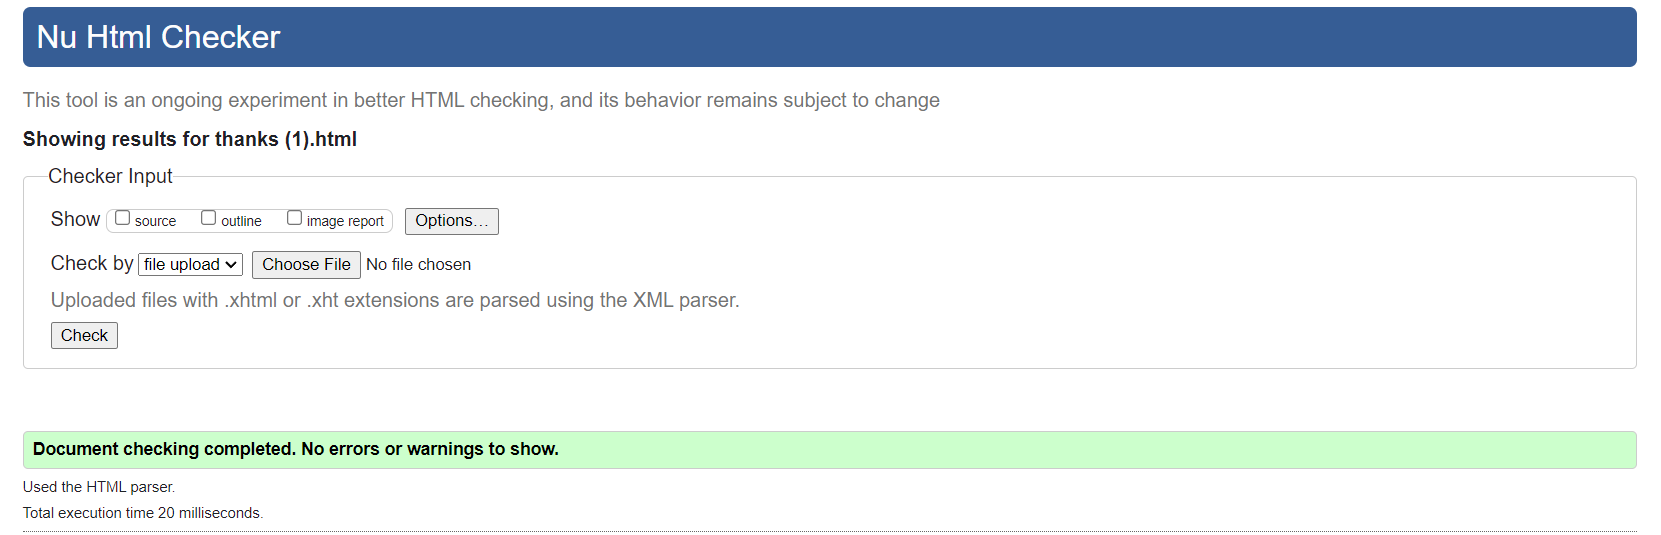 Nu Html Checker
This tool is an ongoing experiment in better HTML checking, and its behavior remains subject to change
Showing results for thanks (1).html
Checker Input
Show source outline image report Options...
Check by file upload Choose File No file chosen
Uploaded files with .xhtml or .xht extensions are parsed using the XML parser.
Check
Document checking completed. No errors or warnings to show.
Used the HTML parser.
Total execution time 20 milliseconds.